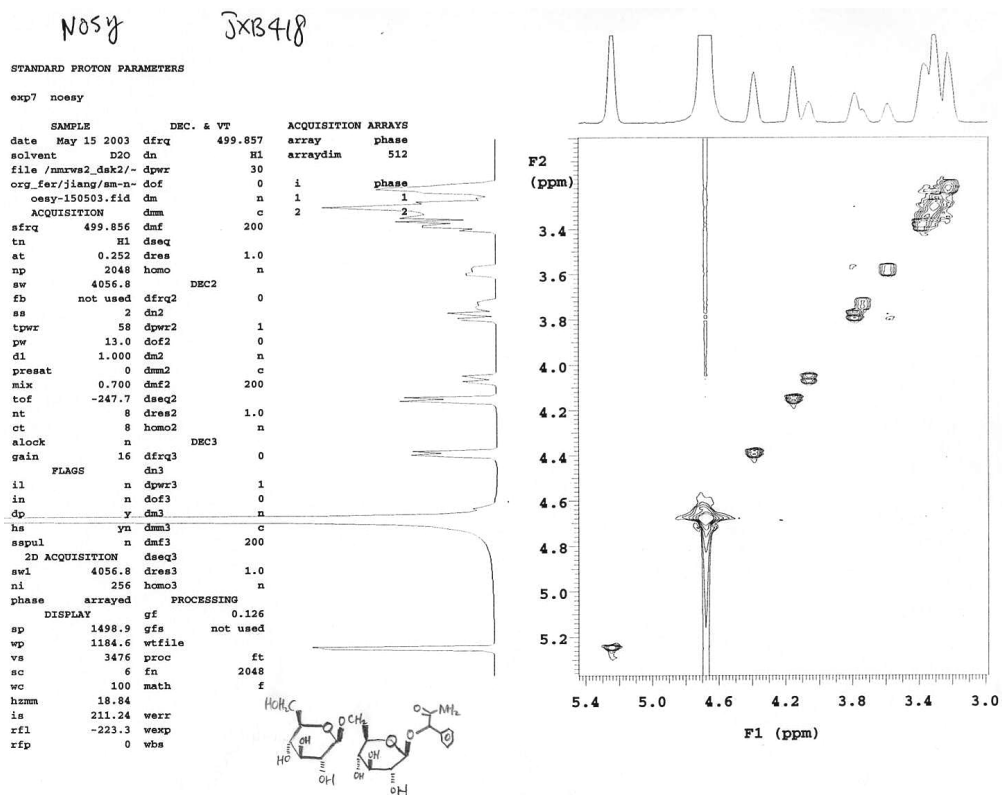 NOSY JXB418
STANDARD PROTON PARAMETERS
exp7 noesy
SAMPLE DEC. & VT ACQUISITION ARRAYS
date May 15 2003 dfrq 499.857 array phase
solvent D2O dn H1 arraydim 512
file /nmrws2_dsk2/~ dpwr 30
org_fer/jiang/sm-n~ dof 0 i phase
oesy-150503.fid dm n 1 1
ACQUISITION dmm c 2 2
sfrq 499.856 dmf 200
tn H1 dseq
at 0.252 dres 1.0
np 2048 homo n
sw 4056.8 DEC2
fb not used dfrq2 0
ss 2 dn2
tpwr 58 dpwr2 1
pw 13.0 dof2 0
d1 1.000 dm2 n
presat 0 dmm2 c
mix 0.700 dmf2 200
tof -247.7 dseq2
nt 8 dres2 1.0
ct 8 homo2 n
alock n DEC3
gain 16 dfrq3 0
FLAGS dn3
il n dpwr3 1
in n dof3 0
dp y dm3 n
hs yn dmm3 c
sspul n dmf3 200
2D ACQUISITION dseq3
sw1 4056.8 dres3 1.0
ni 256 homo3 n
phase arrayed PROCESSING
DISPLAY gf 0.126
sp 1498.9 gfs not used
wp 1184.6 wtfile
vs 3476 proc ft
sc 6 fn 2048
wc 100 math f
hzmm 18.84
is 211.24 werr
rfl -223.3 wexp
rfp 0 wbs
HOH2C O CH2 O O NH2
OH O OH O
HO OH OH OH
F2
(ppm)
3.4
3.6
3.8
4.0
4.2
4.4
4.6
4.8
5.0
5.2
5.4 5.0 4.6 4.2 3.8 3.4 3.0
F1 (ppm)